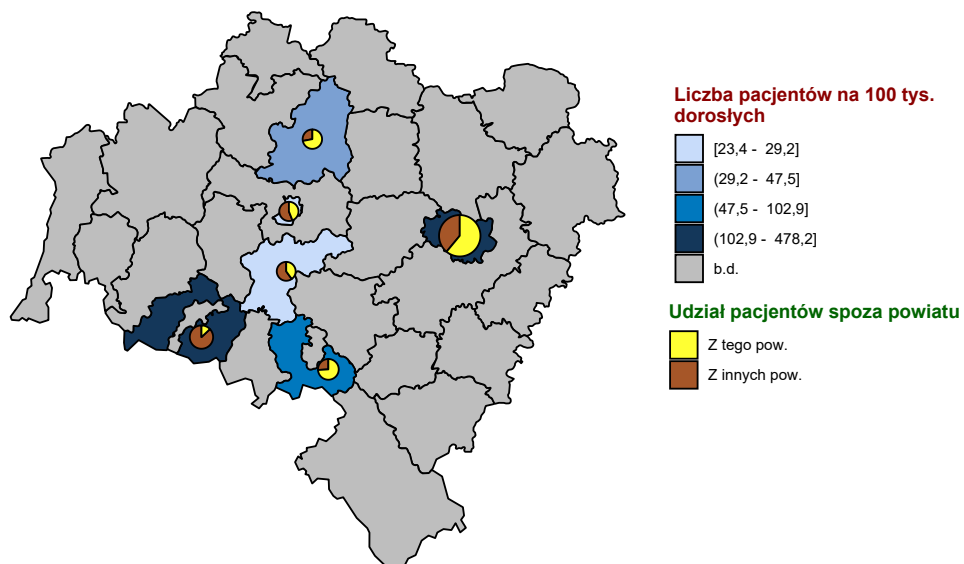 Liczba pacjentów na 100 tys.
dorosłych
[23,4 - 29,2]
(29,2 - 47,5]
(47,5 - 102,9]
(102,9 - 478,2]
b.d.
Udział pacjentów spoza powiatu
Z tego pow.
Z innych pow.